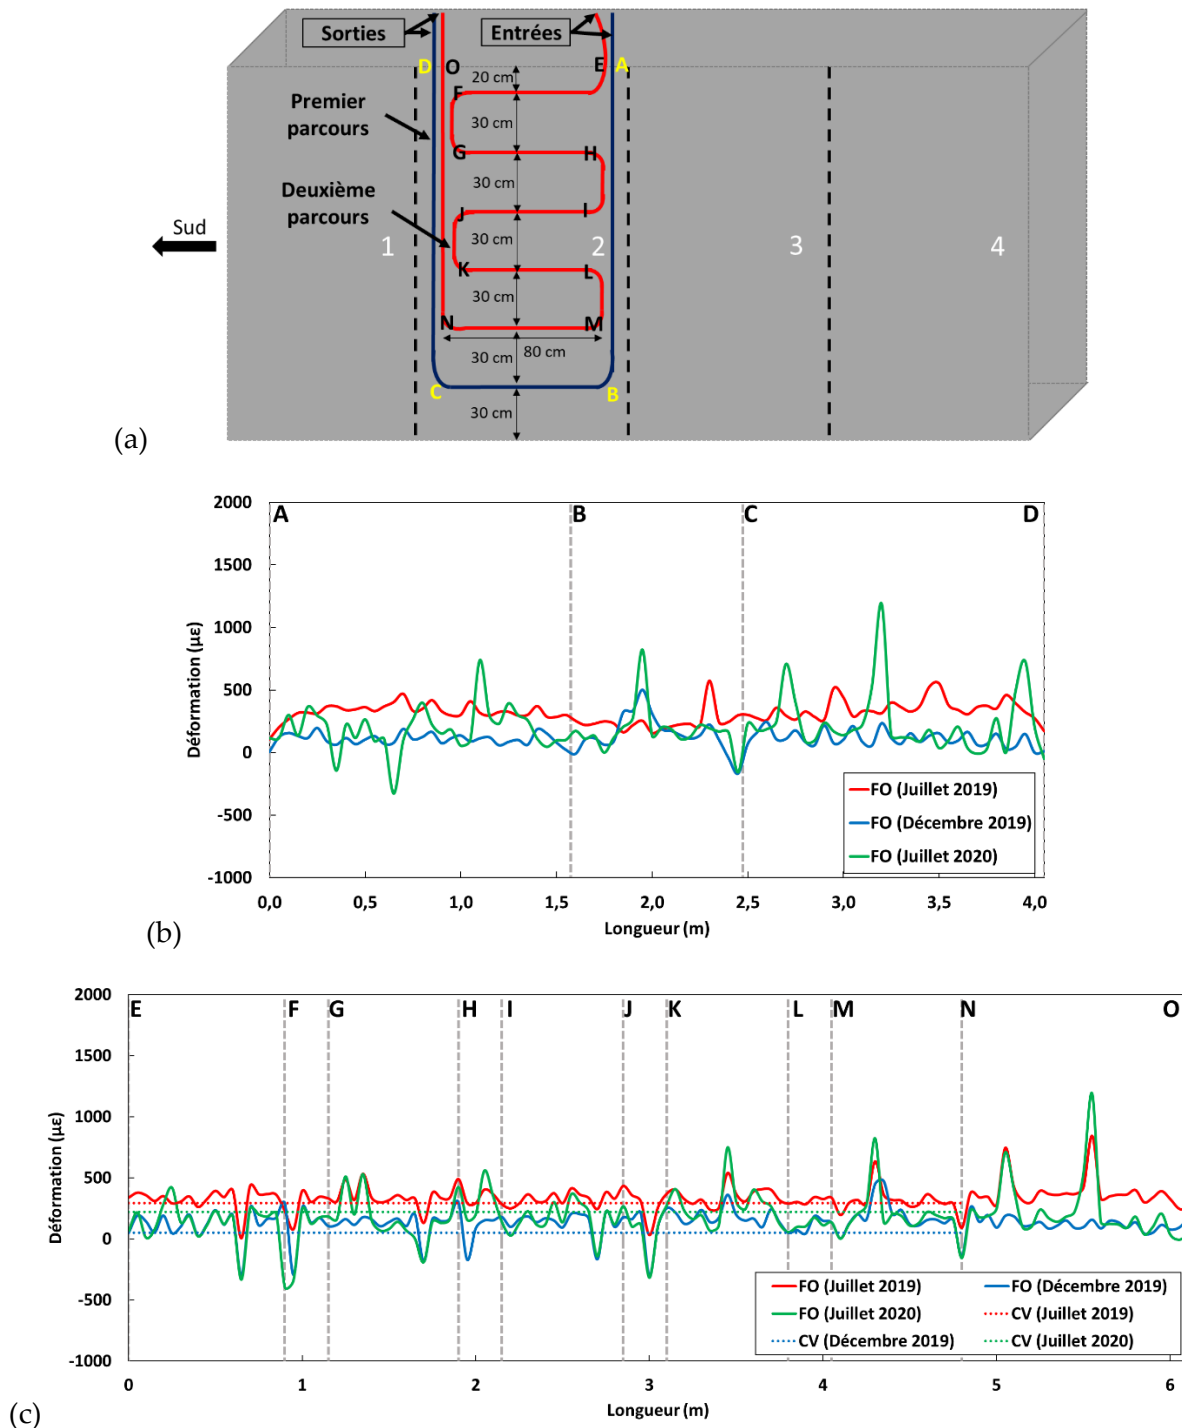 Sorties
Entrées
D
O
E
A
20 cm
F
Premier
parcours
30 cm
G
H
Deuxième
parcours
30 cm
J
I
Sud
1
30 cm
2
3
4
K
L
30 cm
N
M
30 cm
80 cm
C
B
30 cm
(a)
2000
A
B
C
D
1500
1000
500
0
-500
-1000
Déformation (µε)
FO (Juillet 2019)
FO (Décembre 2019)
FO (Juillet 2020)
0,0 0,5 1,0 1,5 2,0 2,5 3,0 3,5 4,0
Longueur (m)
(b)
2000
E F G H I J K L M N O
1500
1000
500
0
-500
-1000
Déformation (µε)
FO (Juillet 2019) FO (Décembre 2019)
FO (Juillet 2020) CV (Juillet 2019)
CV (Décembre 2019) CV (Juillet 2020)
0 1 2 3 4 5 6
Longueur (m)
(c)